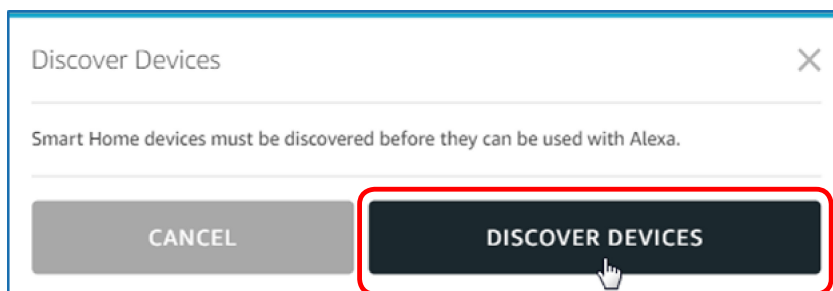 Discover Devices
Smart Home devices must be discovered before they can be used with Alexa.
CANCEL DISCOVER DEVICES